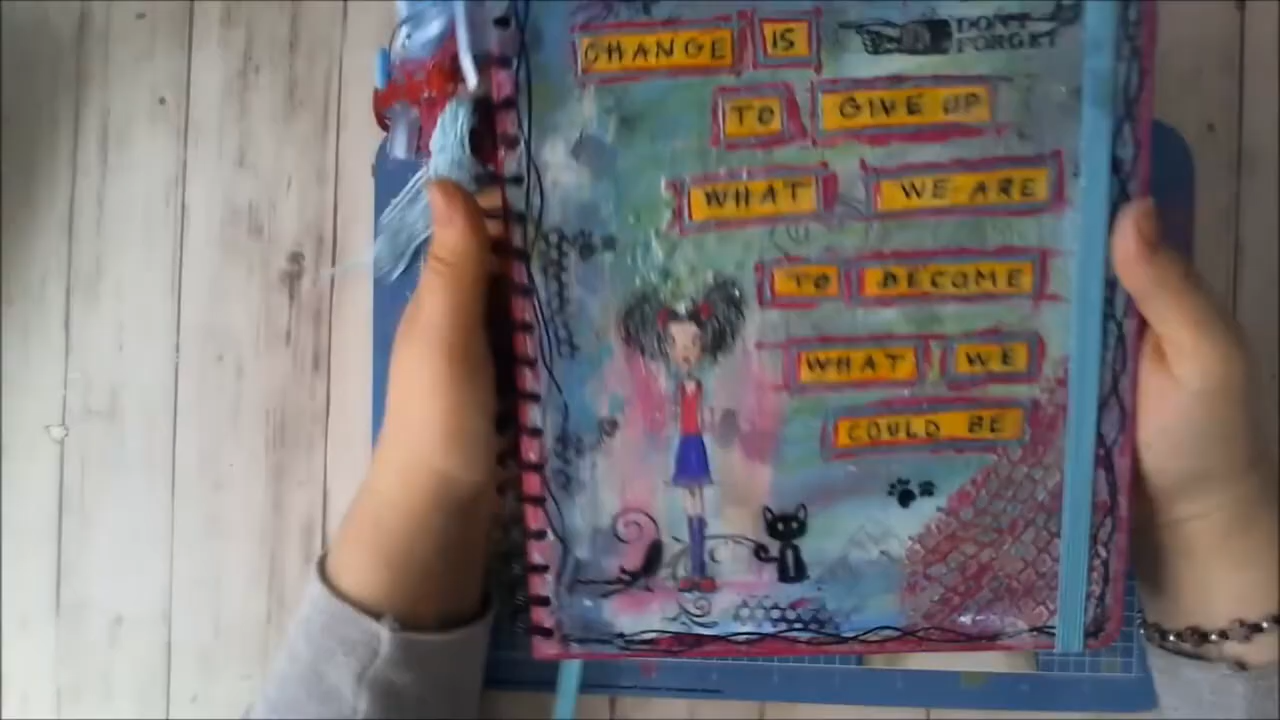 CHANGE IS
DON'T
FORGET
TO GIVE UP
WHAT WE ARE
TO BECOME
WHAT WE
COULD BE